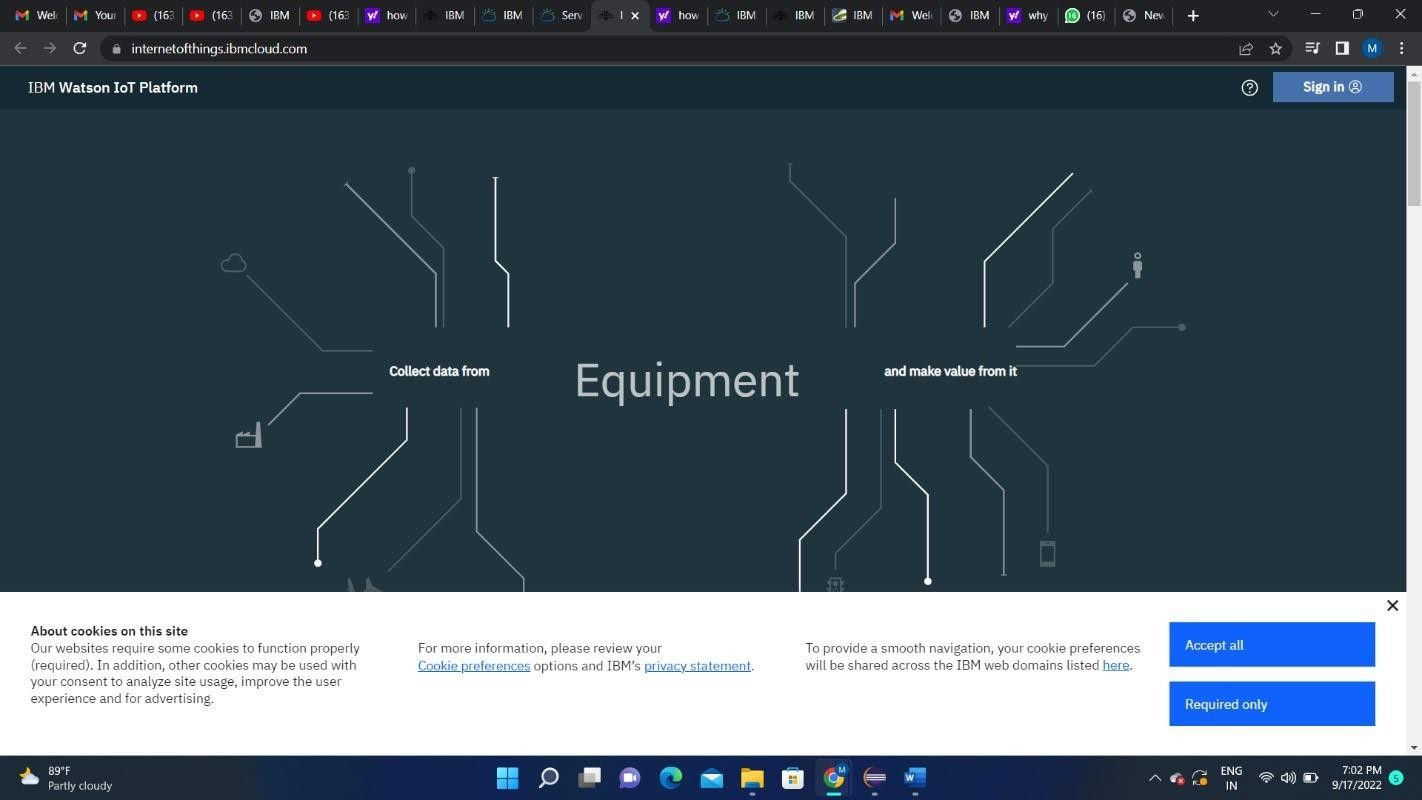 Welc
Your
(163
(163
IBM
(163
how
IBM
IBM
Serv
I
how
IBM
IBM
IBM
Welc
IBM
why
(16)
New
internetofthings.ibmcloud.com
M
IBM Watson IoT Platform
Sign in
Collect data from
Equipment
and make value from it
About cookies on this site
Our websites require some cookies to function properly
(required). In addition, other cookies may be used with
your consent to analyze site usage, improve the user
experience and for advertising.
For more information, please review your
Cookie preferences options and IBM's privacy statement.
To provide a smooth navigation, your cookie preferences
will be shared across the IBM web domains listed here.
Accept all
Required only
89°F
Partly cloudy
ENG
IN
7:02 PM
9/17/2022
5